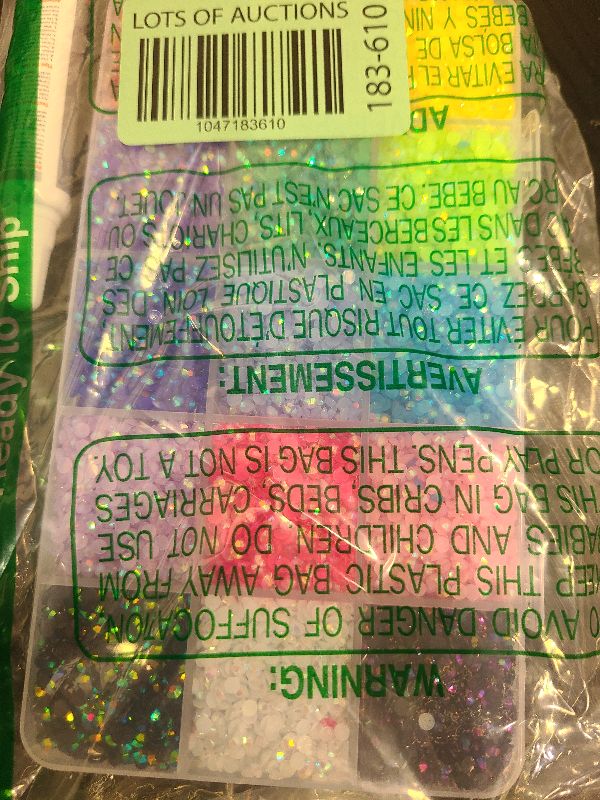 LOTS OF AUCTIONS
183-610
1047183610
Ready to Ship
WARNING:
TO AVOID DANGER OF SUFFOCATION,
KEEP THIS PLASTIC BAG AWAY FROM
BABIES AND CHILDREN. DO NOT USE
THIS BAG IN CRIBS, BEDS, CARRIAGES
OR PLAY PENS. THIS BAG IS NOT A TOY.
AVERTISSEMENT:
POUR ÉVITER TOUT RISQUE D'ÉTOUFFEMENT,
GARDEZ CE SAC EN PLASTIQUE LOIN DES
BÉBÉS ET LES ENFANTS. N'UTILISEZ PAS CE
DANS LES BERCEAUX, LITS, CHARIOTS OU
PARC AU BEBE. CE SAC N'EST PAS UN JOUET.
AD
RA EVITAR EL
TA BOLSA DE
BEBÉS Y NIÑ